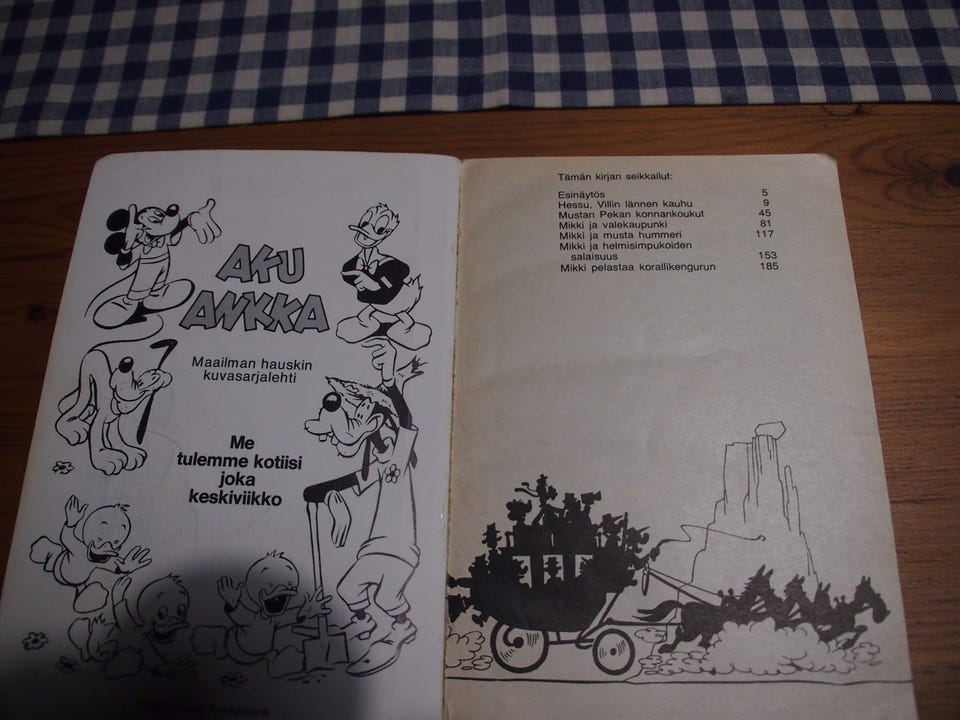 AKU
ANKKA
Maailman hauskin
kuvasarjalehti
Me
tulemme kotiisi
joka
keskiviikko
Productions
Tämän kirjan seikkailut:
Esinäytös 5
Hessu, Villin lännen kauhu 9
Mustan Pekan konnankoukut 45
Mikki ja valekaupunki 81
Mikki ja musta hummeri 117
Mikki ja helmisimpukoiden
salaisuus 153
Mikki pelastaa korallikengurun 185